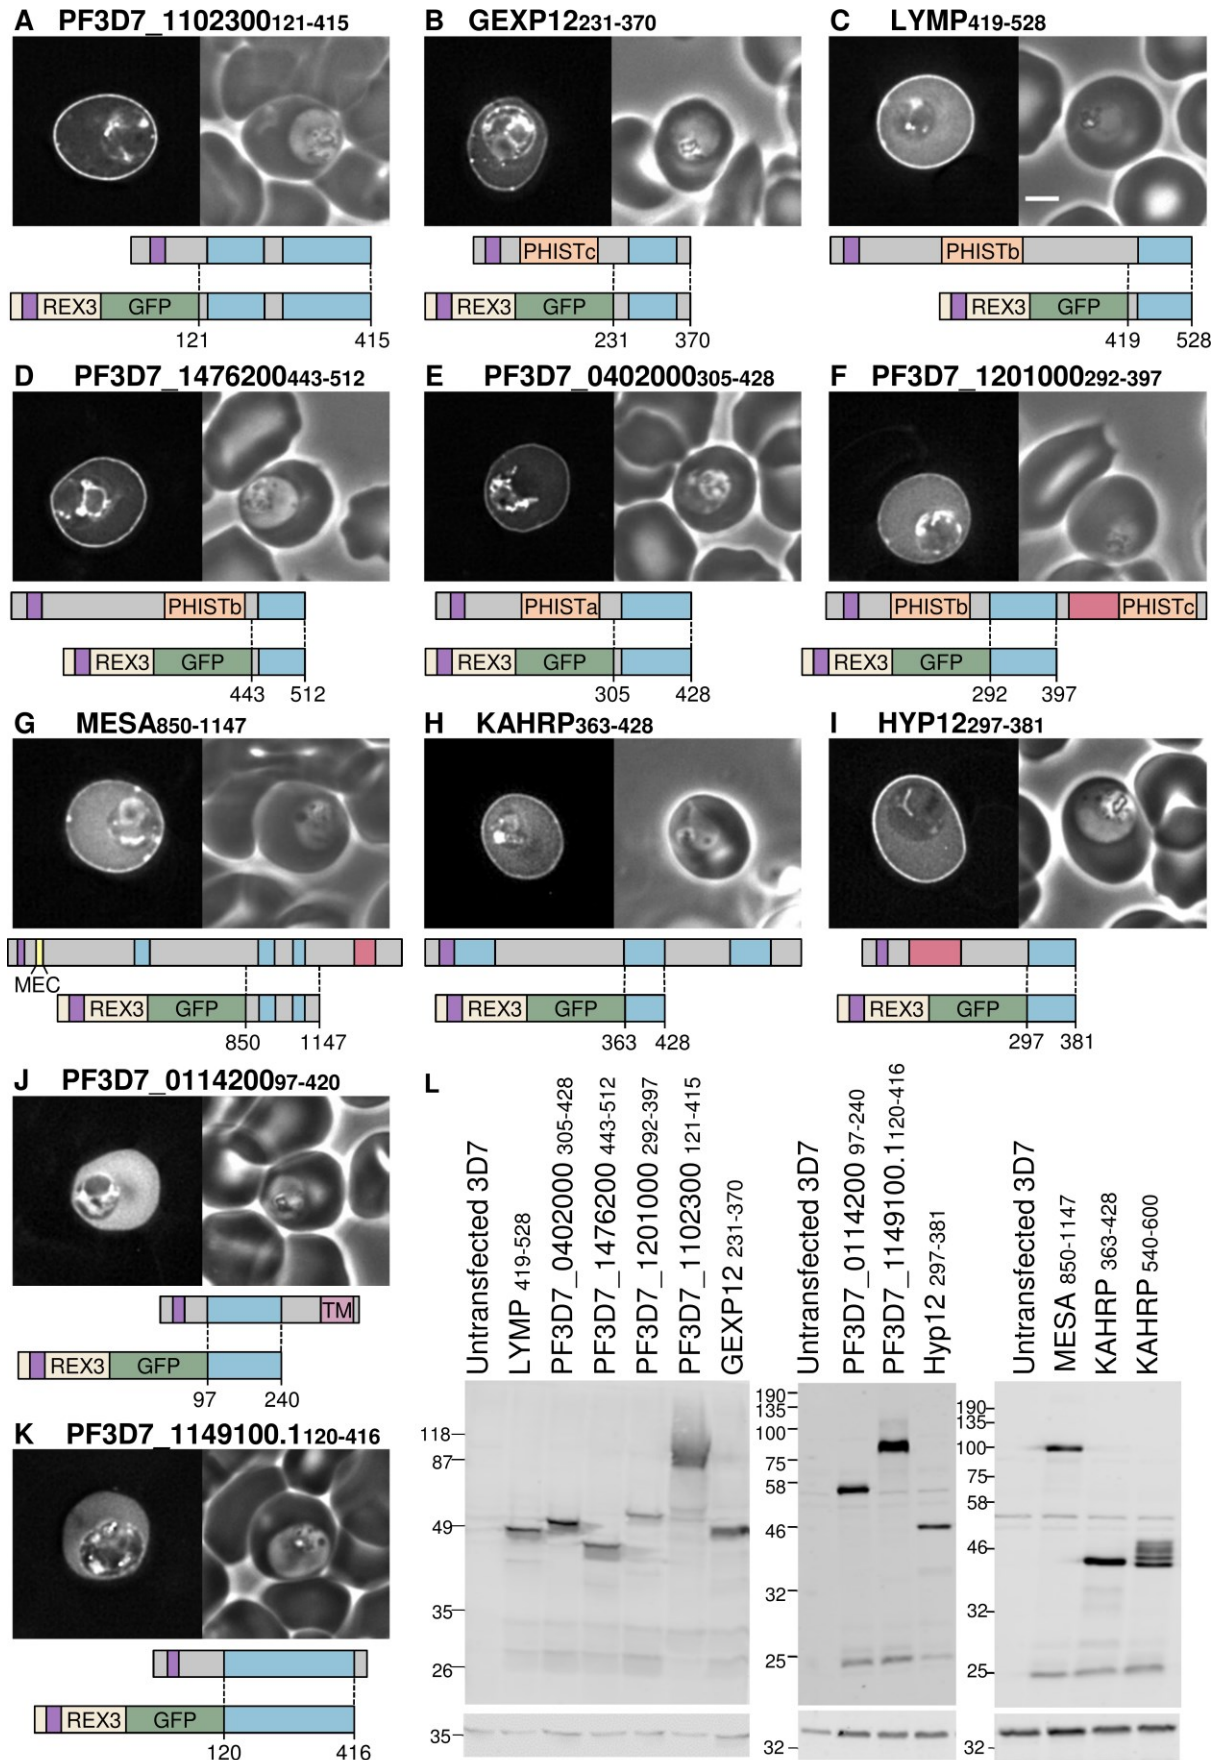 A PF3D7_1102300121-415
B GEXP12231-370
C LYMP419-528
PHISTc
PHISTb
REX3 GFP
REX3 GFP
REX3 GFP
121 415
231 370
419 528
D PF3D7_1476200443-512
E PF3D7_0402000305-428
F PF3D7_1201000292-397
PHISTb
PHISTa
PHISTb PHISTc
REX3 GFP
REX3 GFP
REX3 GFP
443 512
305 428
292 397
G MESA850-1147
H KAHRP363-428
I HYP12297-381
MEC
REX3 GFP
REX3 GFP
REX3 GFP
850 1147
363 428
297 381
J PF3D7_011420097-420
TM
REX3 GFP
97 240
K PF3D7_1149100.1120-416
REX3 GFP
120 416
L
Untransfected 3D7
LYMP 419-528
PF3D7_0402000 305-428
PF3D7_1476200 443-512
PF3D7_1201000 292-397
PF3D7_1102300 121-415
GEXP12 231-370
118
87
49
35
26
35
Untransfected 3D7
PF3D7_0114200 97-240
PF3D7_1149100.1120-416
Hyp12 297-381
190
135
100
75
58
46
32
25
32
Untransfected 3D7
MESA 850-1147
KAHRP 363-428
KAHRP 540-600
190
135
100
75
58
46
32
25
32